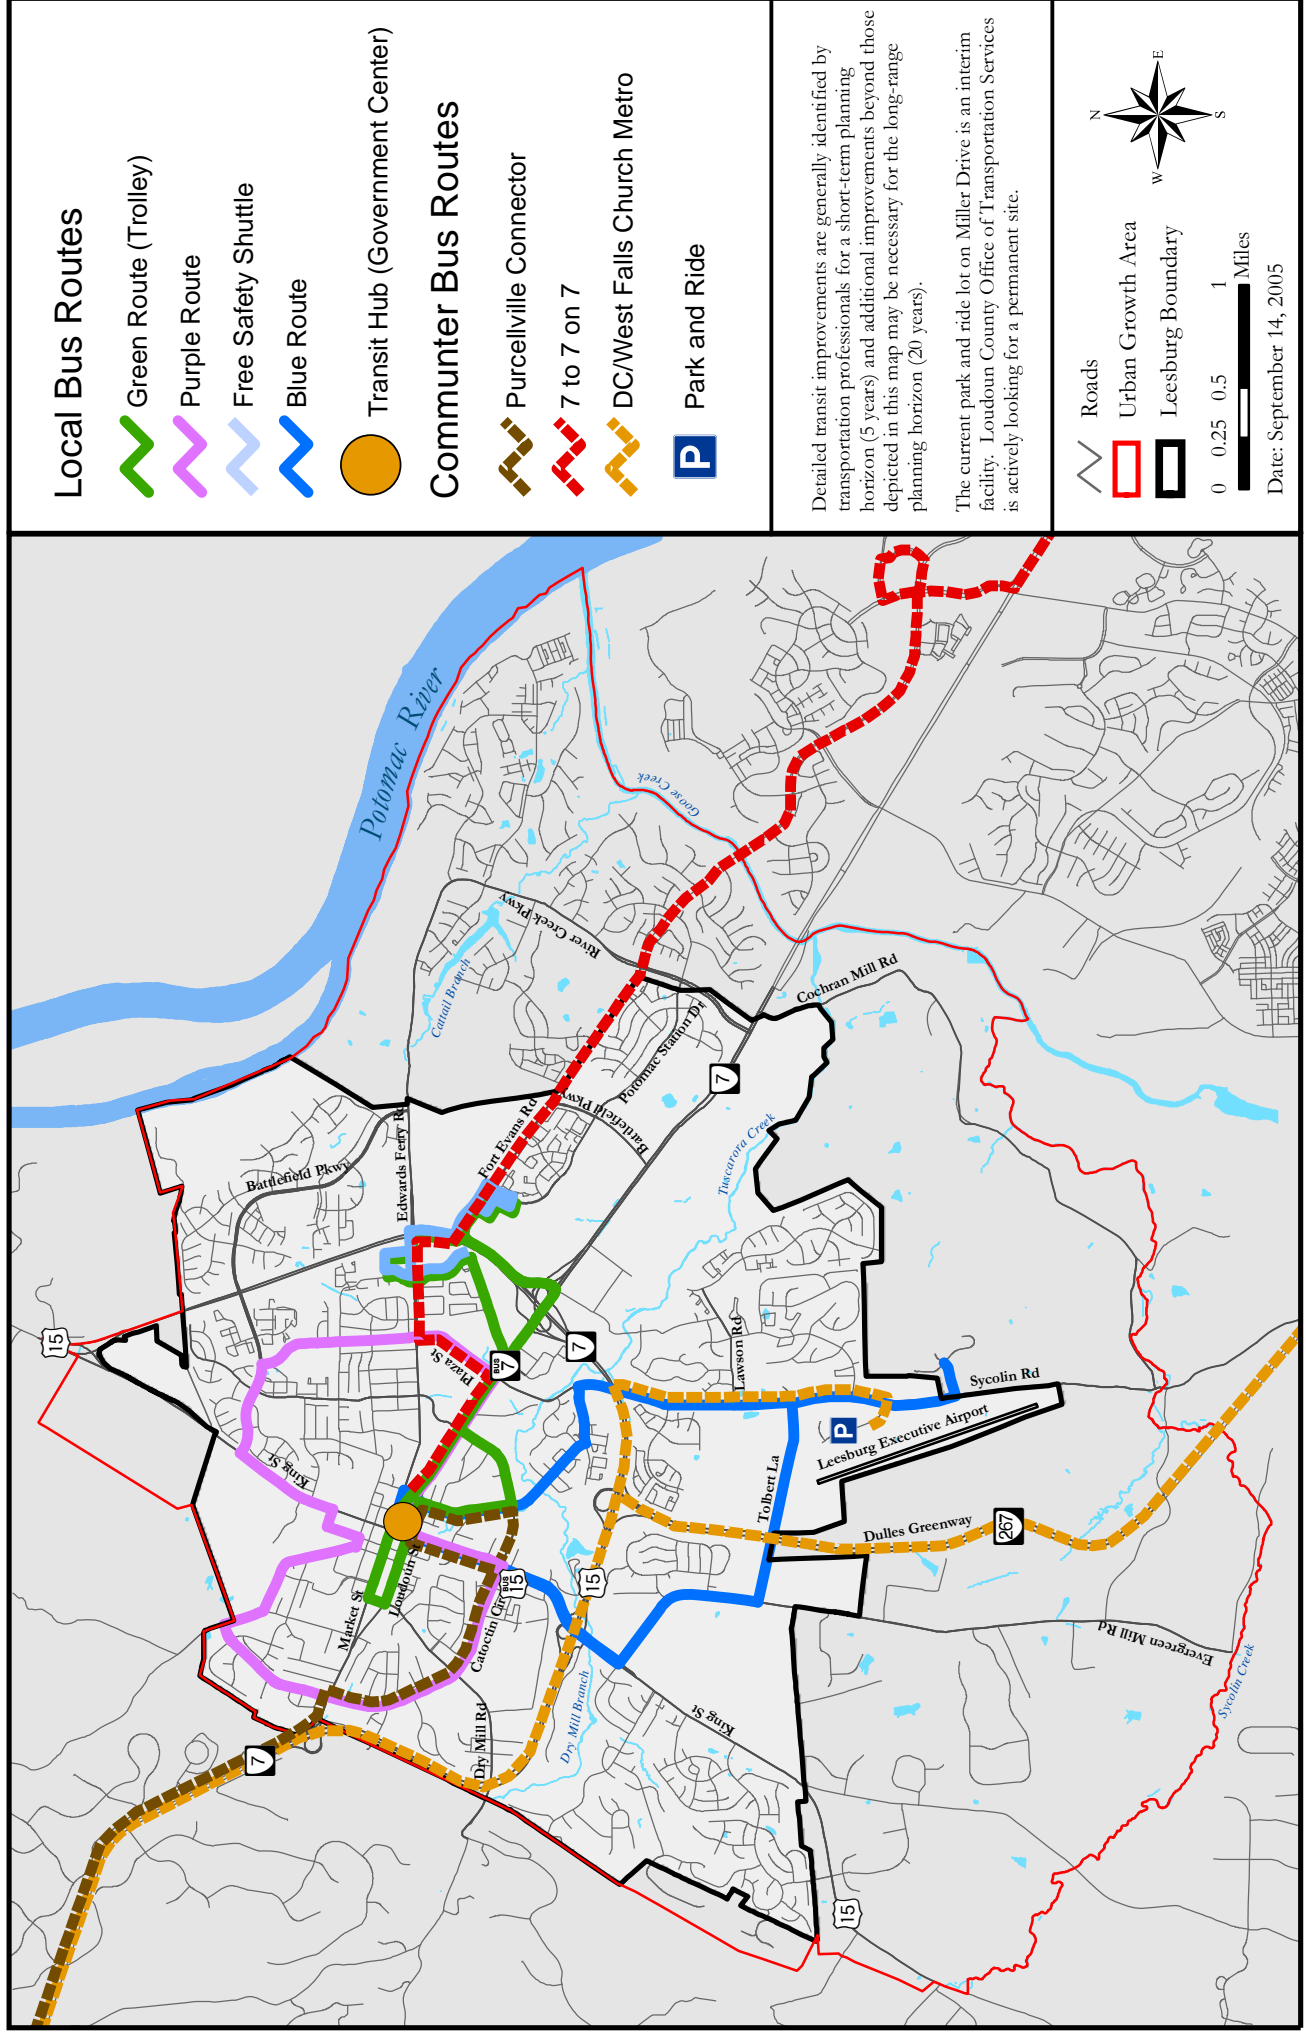 Local Bus Routes
Green Route (Trolley)
Purple Route
Free Safety Shuttle
Blue Route
Transit Hub (Government Center)
Communter Bus Routes
Purcellville Connector
7 to 7 on 7
DC/West Falls Church Metro
P
Park and Ride
Detailed transit improvements are generally identified by
transportation professionals for a short-term planning
horizon (5 years) and additional improvements beyond those
depicted in this map may be necessary for the long-range
planning horizon (20 years).
The current park and ride lot on Miller Drive is an interim
facility. Loudoun County Office of Transportation Services
is actively looking for a permanent site.
Roads
Urban Growth Area
Leesburg Boundary
N
E
S
W
0 0.25 0.5 1
Miles
Date: September 14, 2005
Potomac River
Goose Creek
River Creek Pkwy
Cattail Branch
Cochran Mill Rd
Potomac Station Dr
Battlefield Pkwy
7
Fort Evans Rd
Edwards Ferry Rd
Battlefield Pkwy
Tuscarora Creek
15
Plaza St
BUS
7
7
Lawson Rd
Sycolin Rd
P
Leesburg Executive Airport
King St
Tolbert La
Dulles Greenway
267
Market St
Loudoun St
Catoctin Circ
BUS
15
15
Evergreen Mill Rd
Sycolin Creek
Dry Mill Rd
Dry Mill Branch
King St
7
15